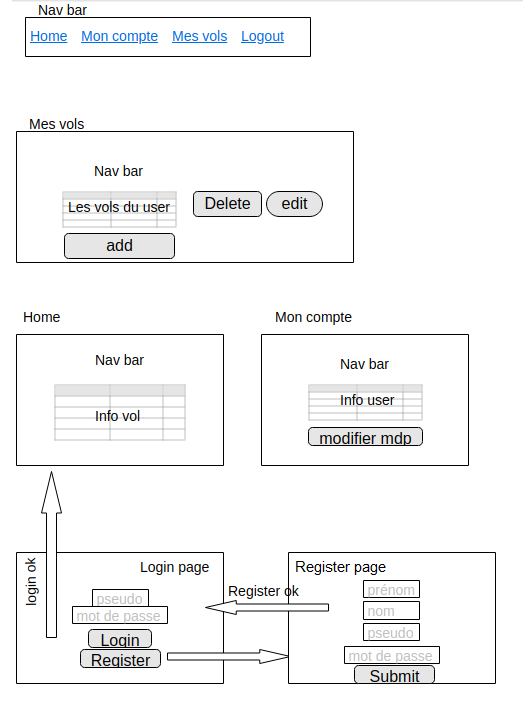 Nav bar
Home Mon compte Mes vols Logout
Mes vols
Nav bar
Les vols du user
Delete
edit
add
Home
Nav bar
Info vol
Mon compte
Nav bar
Info user
modifier mdp
login ok
Login page
pseudo
mot de passe
Login
Register
Register ok
Register page
prénom
nom
pseudo
mot de passe
Submit